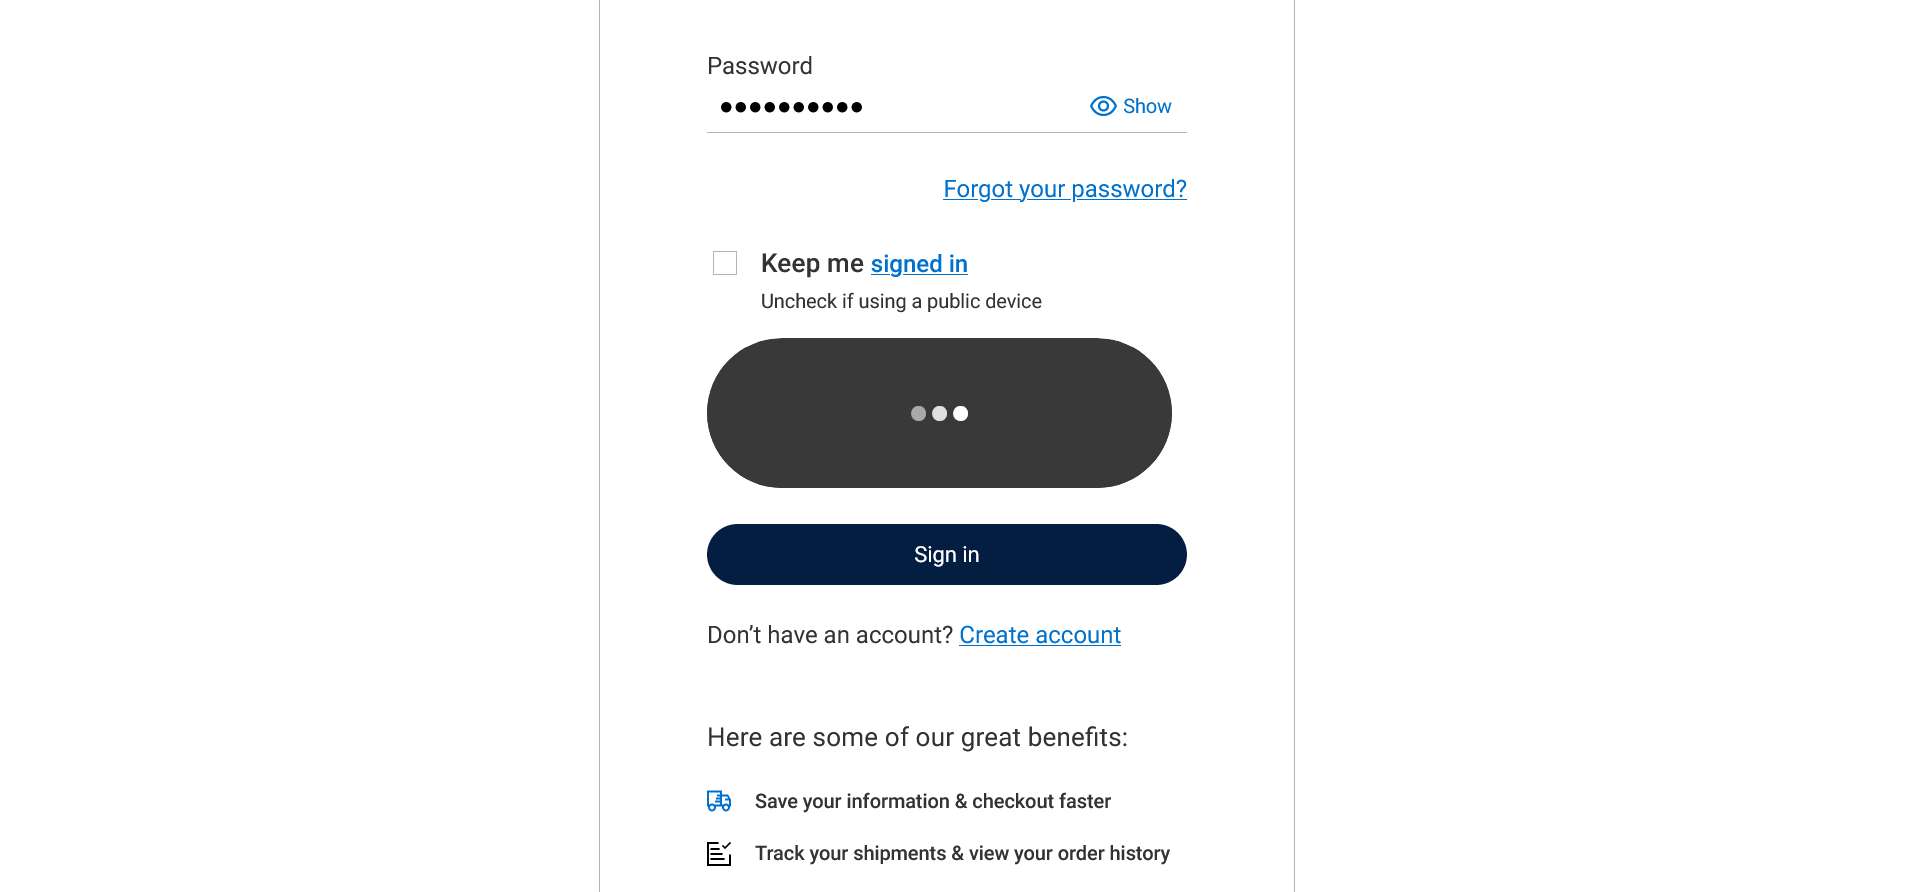 Password
Show
Forgot your password?
Keep me signed in
Uncheck if using a public device
Sign in
Don’t have an account? Create account
Here are some of our great benefits:
Save your information & checkout faster
Track your shipments & view your order history